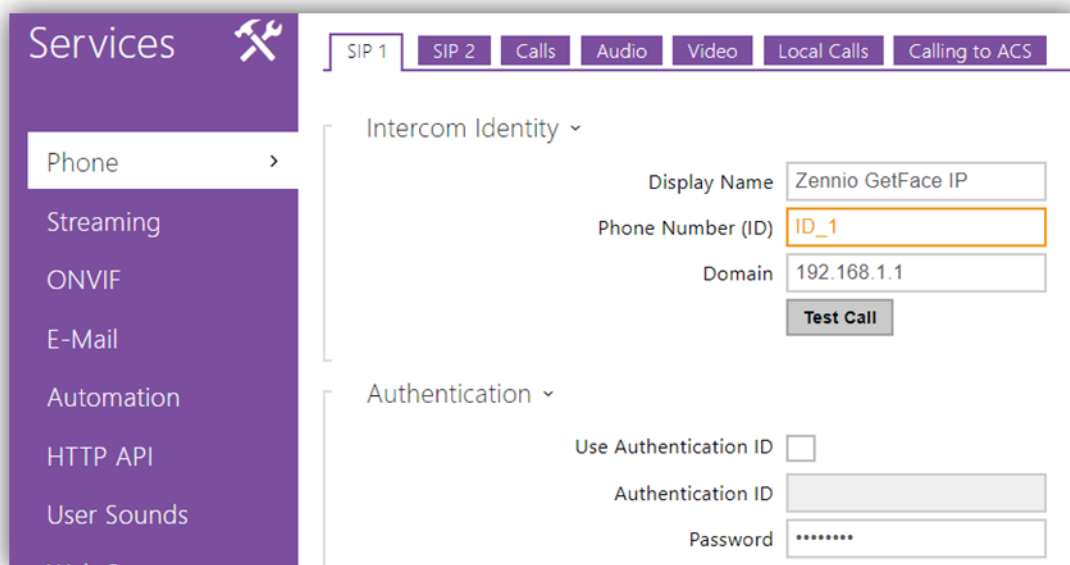 Services
Phone
Streaming
ONVIF
E-Mail
Automation
HTTP API
User Sounds
SIP 1 SIP 2 Calls Audio Video Local Calls Calling to ACS
Intercom Identity
Display Name Zennio GetFace IP
Phone Number (ID) ID_1
Domain 192.168.1.1
Test Call
Authentication
Use Authentication ID
Authentication ID
Password ••••••••